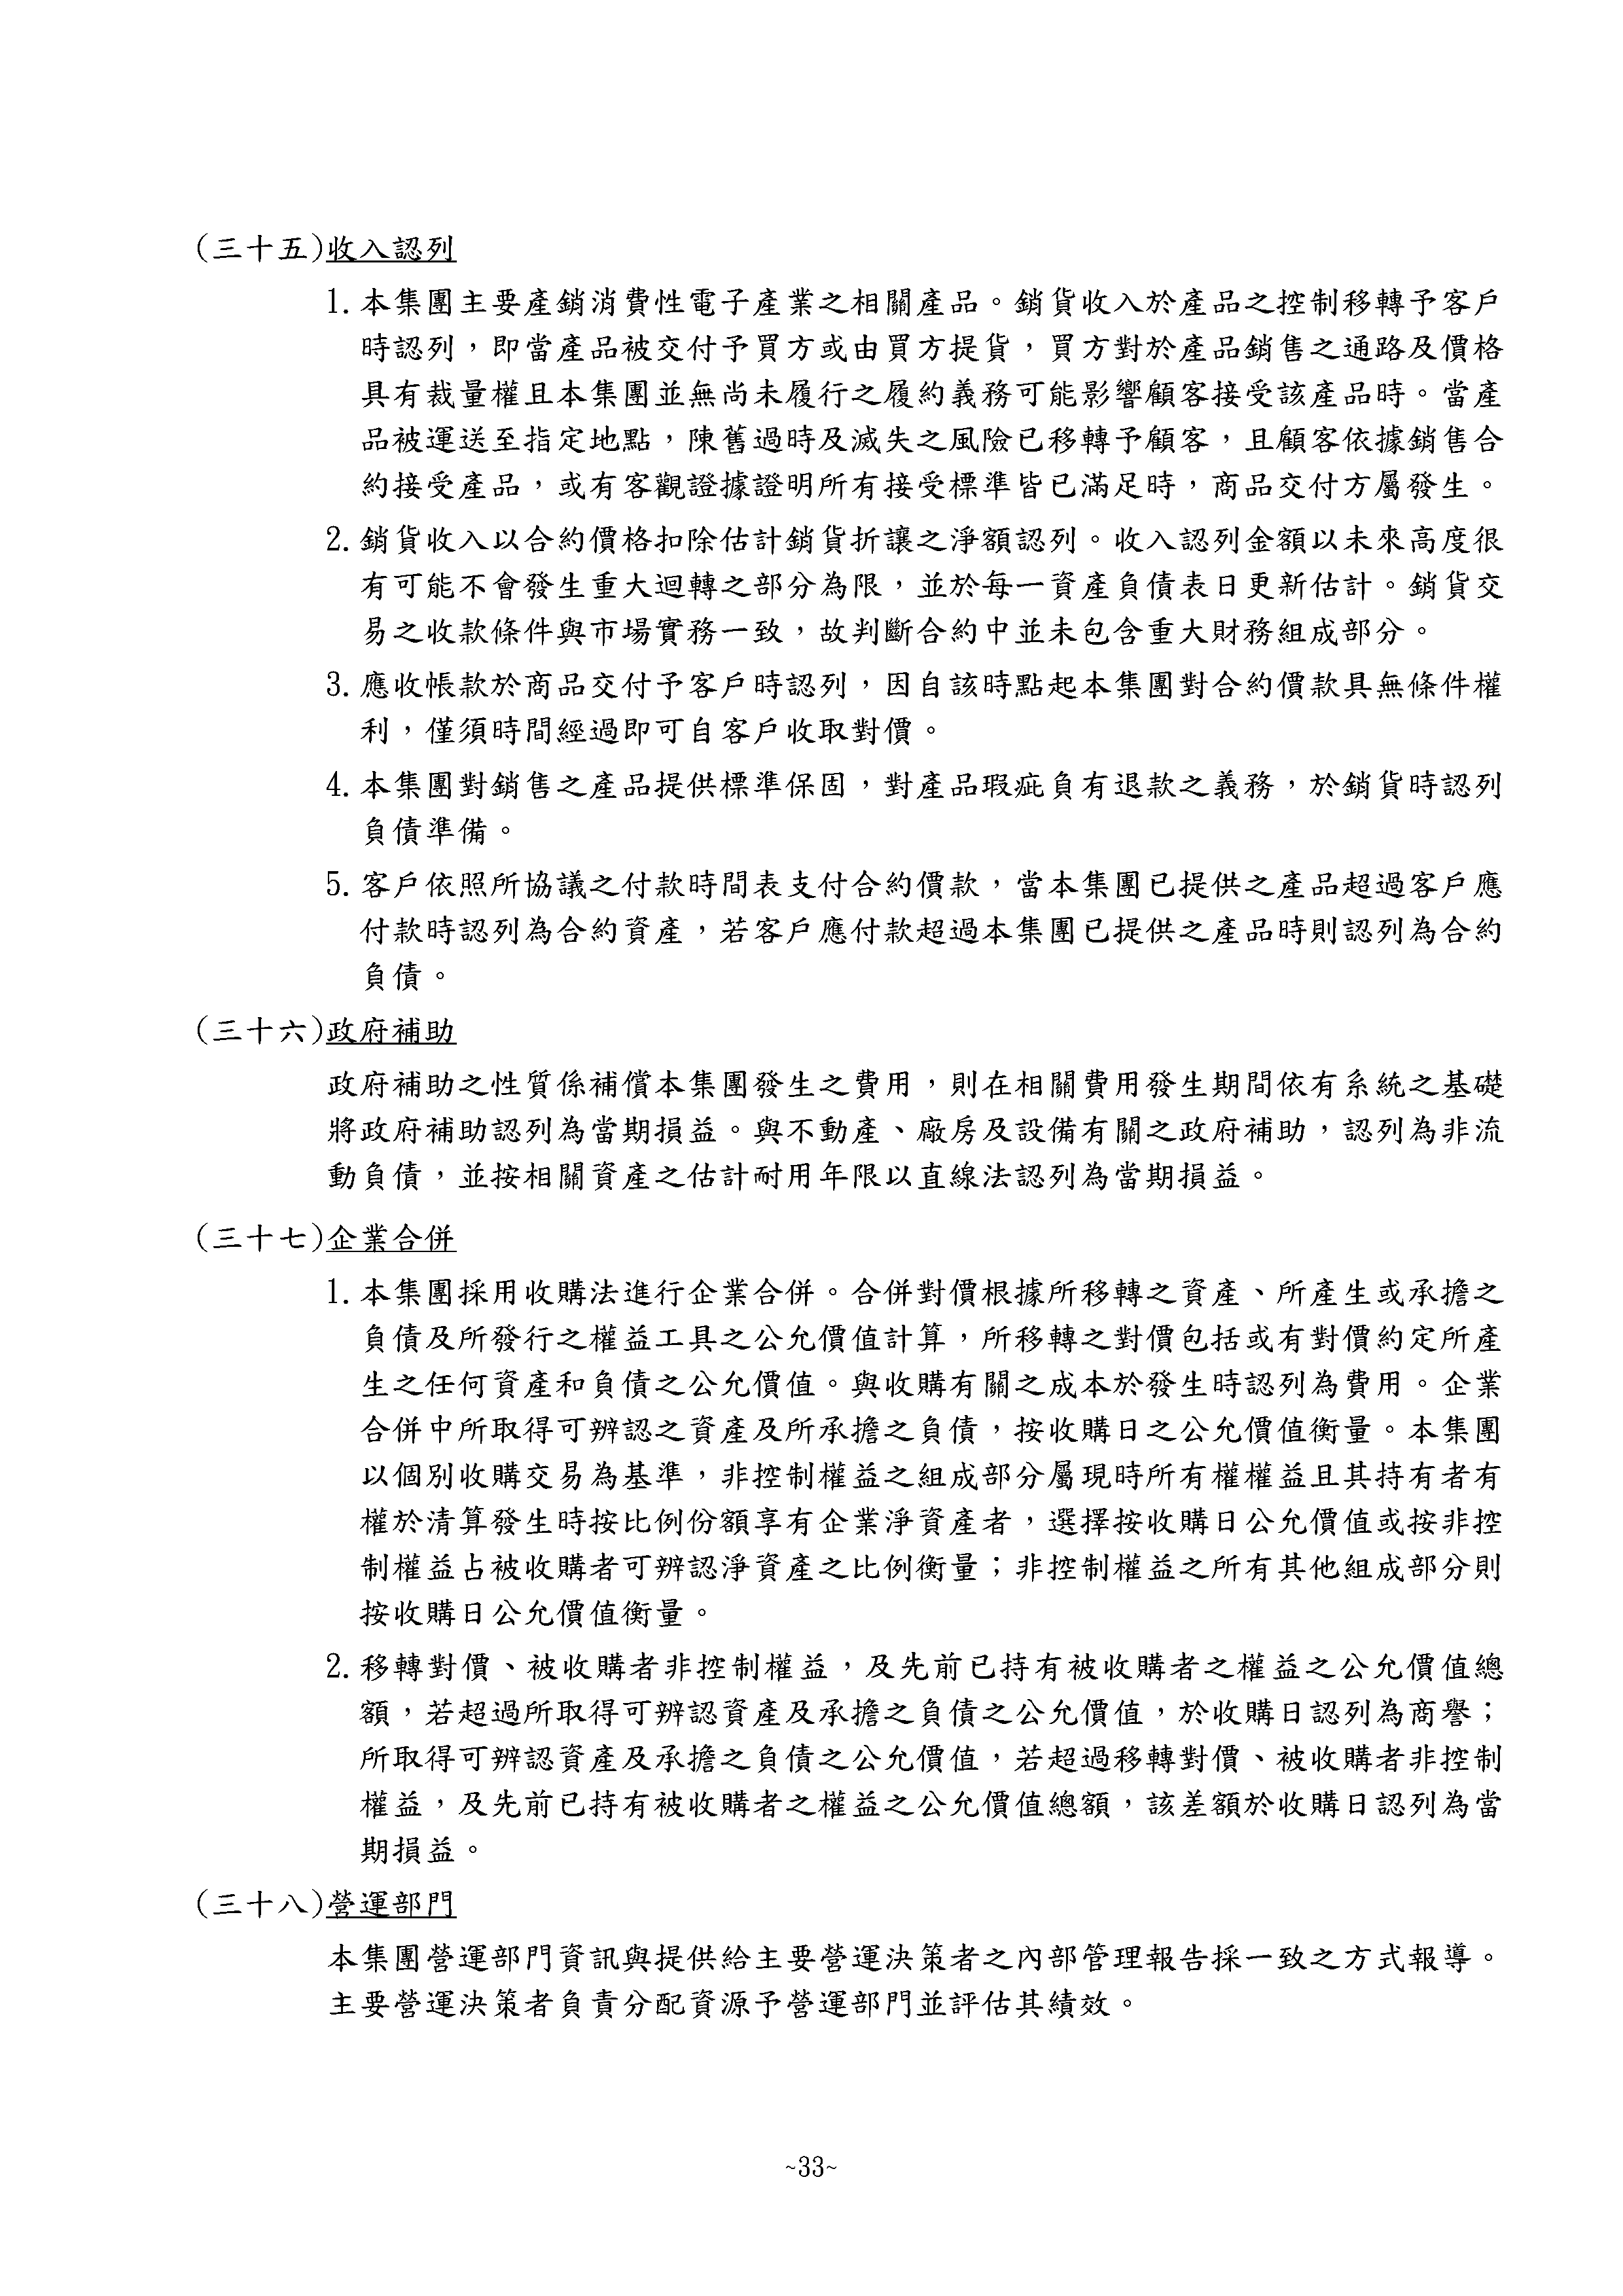 (三十五)收入認列
1.本集團主要產銷消費性電子產業之相關產品。銷貨收入於產品之控制移轉予客戶
時認列，即當產品被交付予買方或由買方提貨，買方對於產品銷售之通路及價格
具有裁量權且本集團並無尚未履行之履約義務可能影響顧客接受該產品時。當產
品被運送至指定地點，陳舊過時及滅失之風險已移轉予顧客，且顧客依據銷售合
約接受產品，或有客觀證據證明所有接受標準皆已滿足時，商品交付方屬發生。
2.銷貨收入以合約價格扣除估計銷貨折讓之淨額認列。收入認列金額以未來高度很
有可能不會發生重大迴轉之部分為限，並於每一資產負債表日更新估計。銷貨交
易之收款條件與市場實務一致，故判斷合約中並未包含重大財務組成部分。
3.應收帳款於商品交付予客戶時認列，因自該時點起本集團對合約價款具無條件權
利，僅須時間經過即可自客戶收取對價。
4.本集團對銷售之產品提供標準保固，對產品瑕疵負有退款之義務，於銷貨時認列
負債準備。
5.客戶依照所協議之付款時間表支付合約價款，當本集團已提供之產品超過客戶應
付款時認列為合約資產，若客戶應付款超過本集團已提供之產品時則認列為合約
負債。
(三十六)政府補助
政府補助之性質係補償本集團發生之費用，則在相關費用發生期間依有系統之基礎
將政府補助認列為當期損益。與不動產、廠房及設備有關之政府補助，認列為非流
動負債，並按相關資產之估計耐用年限以直線法認列為當期損益。
(三十七)企業合併
1.本集團採用收購法進行企業合併。合併對價根據所移轉之資產、所產生或承擔之
負債及所發行之權益工具之公允價值計算，所移轉之對價包括或有對價約定所產
生之任何資產和負債之公允價值。與收購有關之成本於發生時認列為費用。企業
合併中所取得可辨認之資產及所承擔之負債，按收購日之公允價值衡量。本集團
以個別收購交易為基準，非控制權益之組成部分屬現時所有權權益且其持有者有
權於清算發生時按比例份額享有企業淨資產者，選擇按收購日公允價值或按非控
制權益占被收購者可辨認淨資產之比例衡量；非控制權益之所有其他組成部分則
按收購日公允價值衡量。
2.移轉對價、被收購者非控制權益，及先前已持有被收購者之權益之公允價值總
額，若超過所取得可辨認資產及承擔之負債之公允價值，於收購日認列為商譽；
所取得可辨認資產及承擔之負債之公允價值，若超過移轉對價、被收購者非控制
權益，及先前已持有被收購者之權益之公允價值總額，該差額於收購日認列為當
期損益。
(三十八)營運部門
本集團營運部門資訊與提供給主要營運決策者之內部管理報告採一致之方式報導。
主要營運決策者負責分配資源予營運部門並評估其績效。
~33~